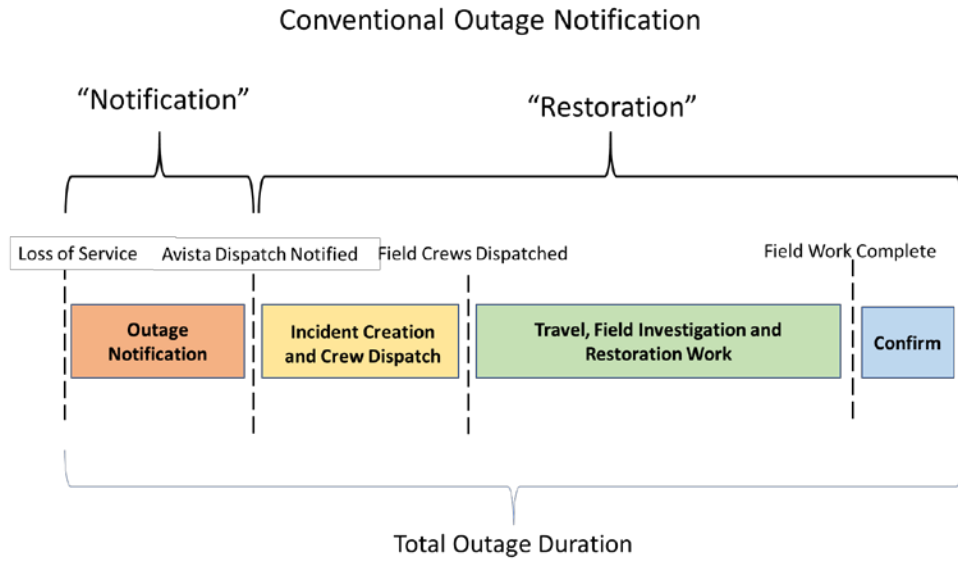 Conventional Outage Notification
“Notification”
“Restoration”
Loss of Service
Avista Dispatch Notified
Field Crews Dispatched
Field Work Complete
Outage
Notification
Incident Creation
and Crew Dispatch
Travel, Field Investigation and
Restoration Work
Confirm
Total Outage Duration